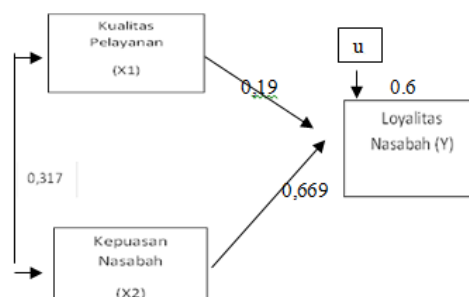 Kualitas
Pelayanan
(X1)
u
0,19
0.6
Loyalitas
Nasabah (Y)
0,317
0,669
Kepuasan
Nasabah
(X2)